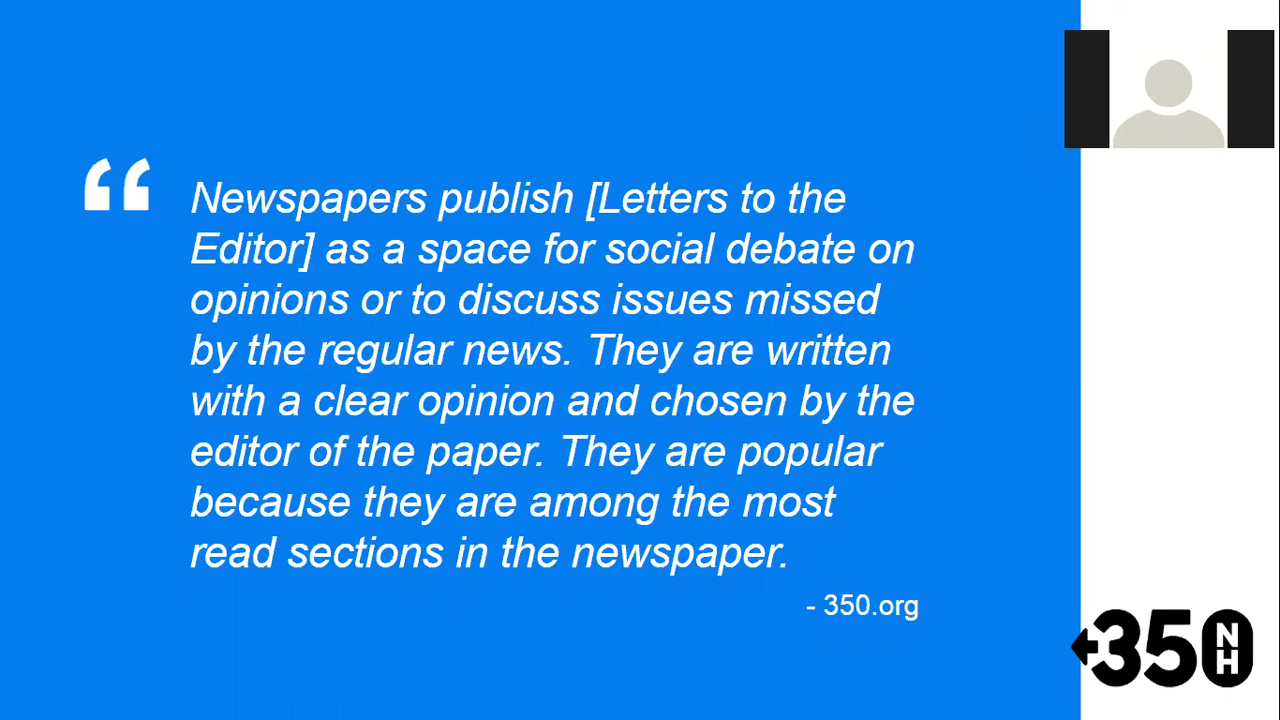 “
Newspapers publish [Letters to the
Editor] as a space for social debate on
opinions or to discuss issues missed
by the regular news. They are written
with a clear opinion and chosen by the
editor of the paper. They are popular
because they are among the most
read sections in the newspaper.
- 350.org
350
NH